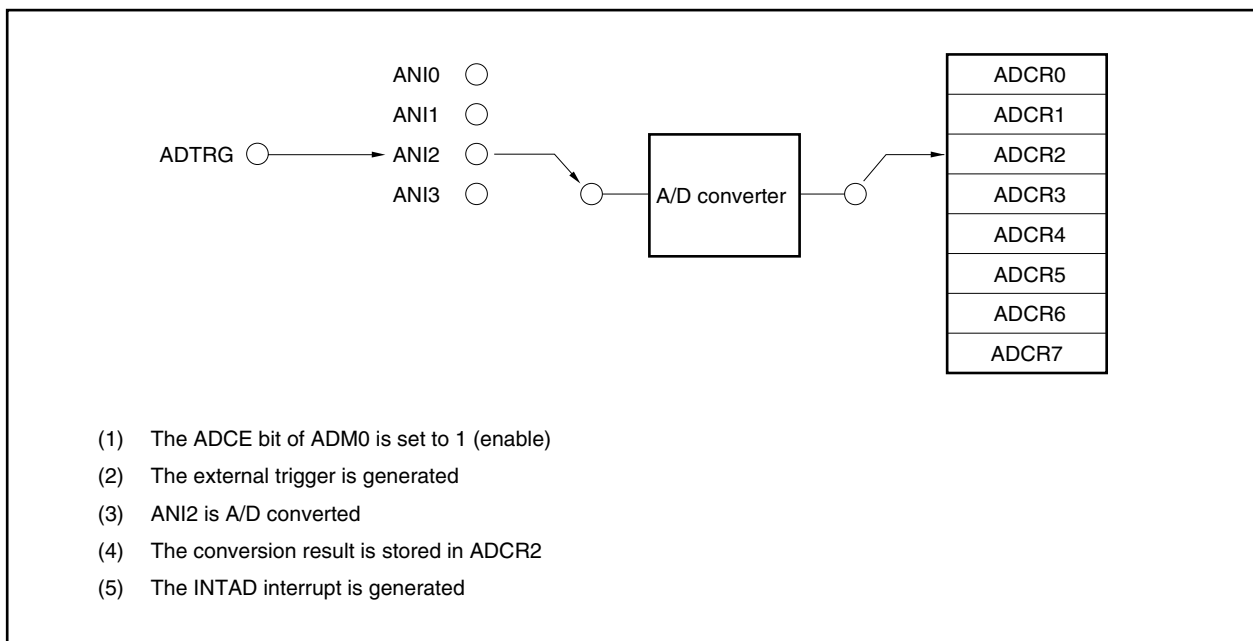 ANI0
ANI1
ADTRG
ANI2
ANI3
A/D converter
ADCR0
ADCR1
ADCR2
ADCR3
ADCR4
ADCR5
ADCR6
ADCR7
(1) The ADCE bit of ADM0 is set to 1 (enable)
(2) The external trigger is generated
(3) ANI2 is A/D converted
(4) The conversion result is stored in ADCR2
(5) The INTAD interrupt is generated